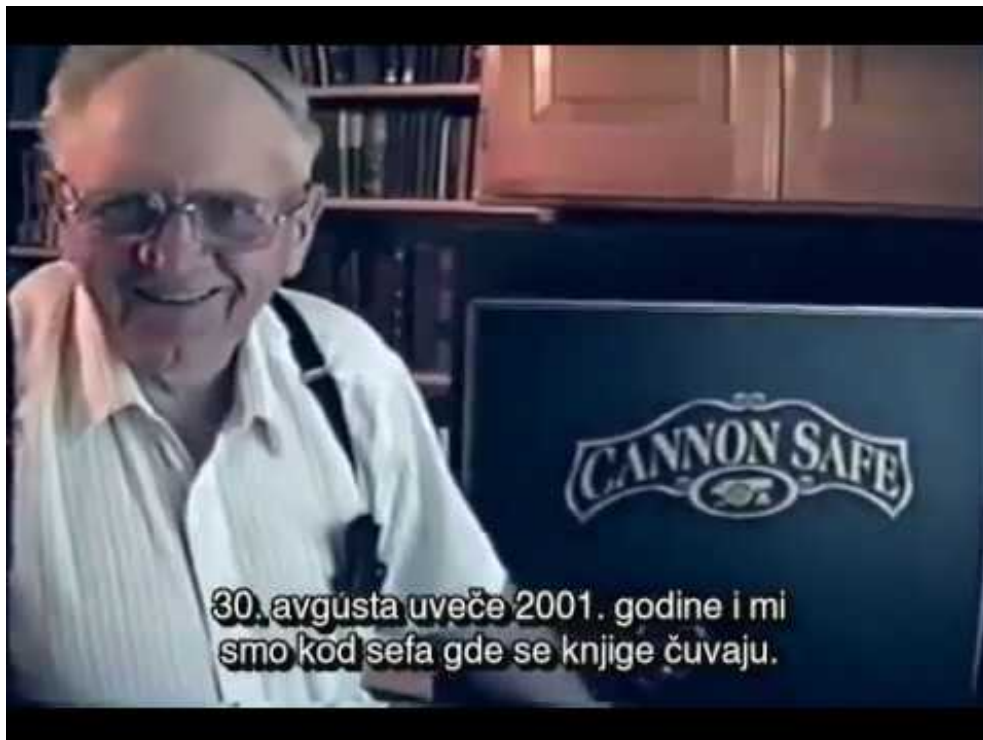 CANNON SAFE
30. avgusta uveče 2001. godine i mi
smo kod sefa gde se knjige čuvaju.